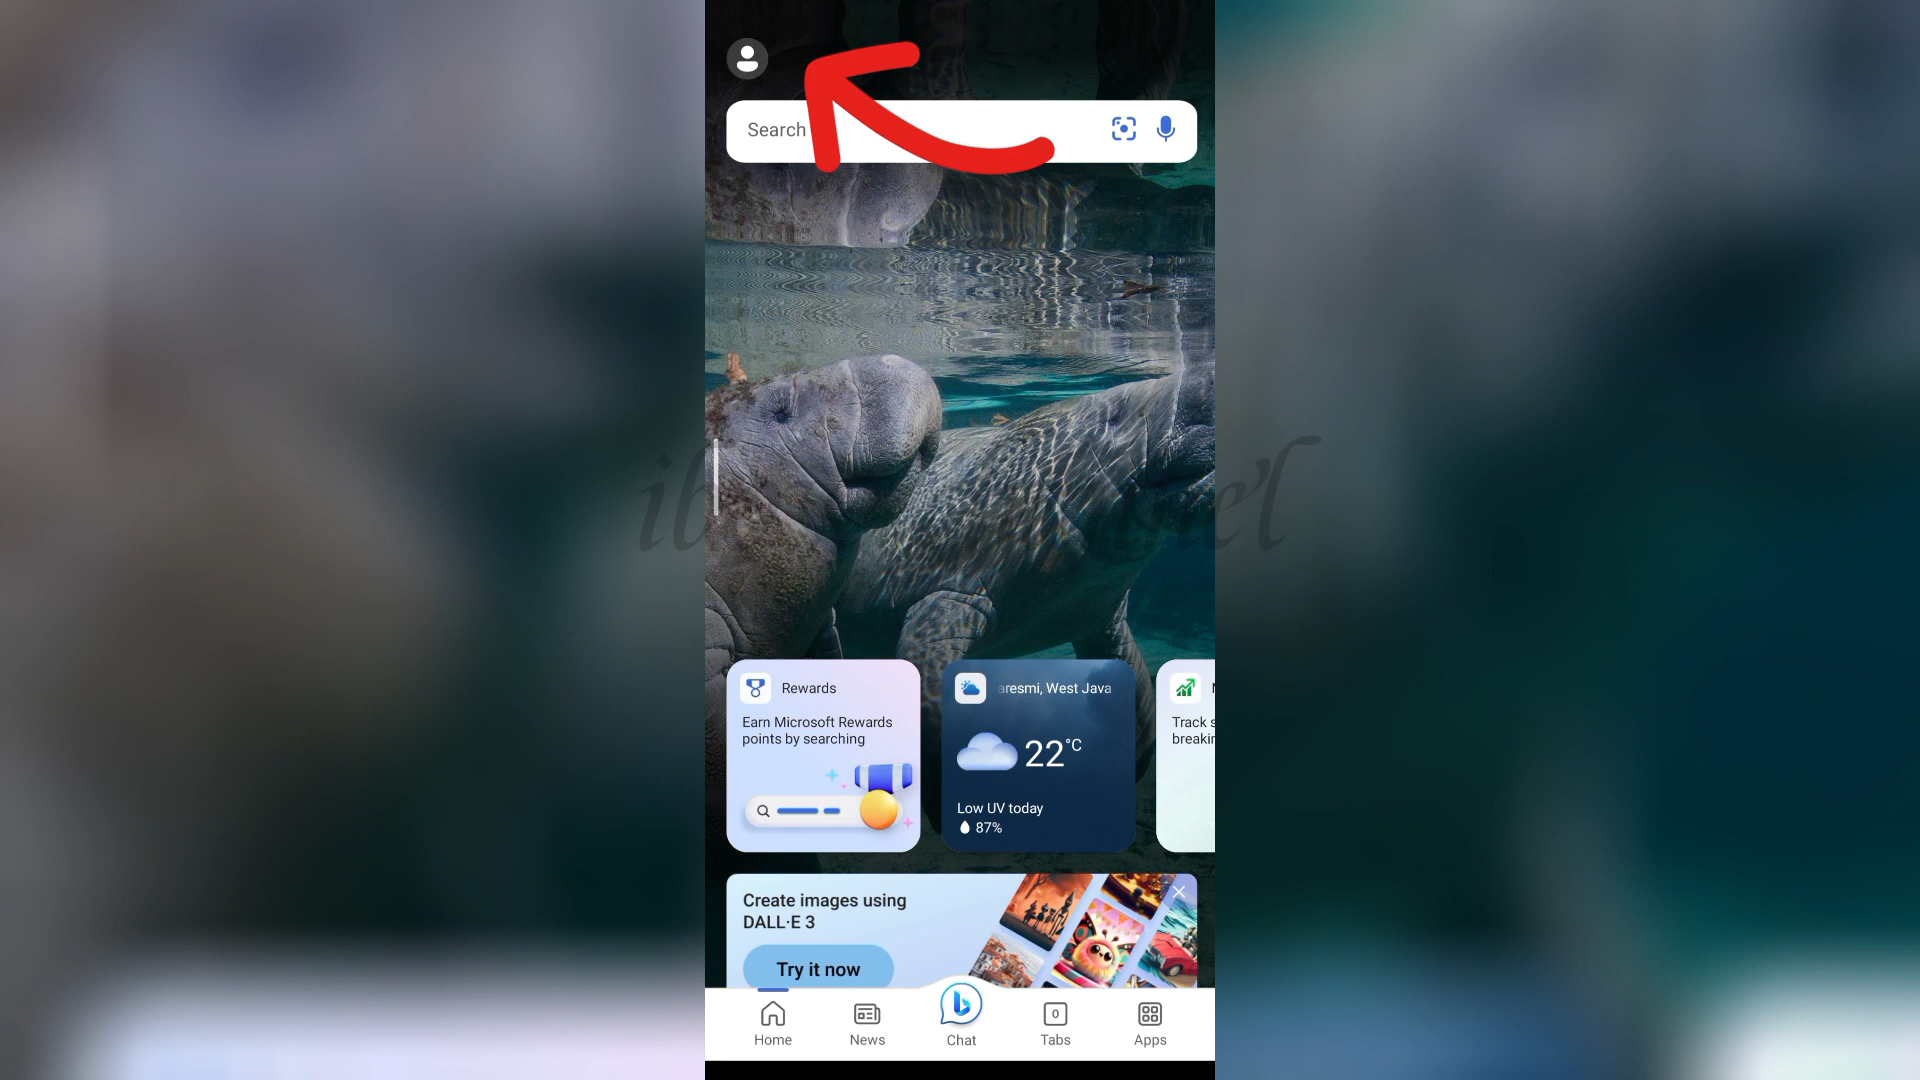 Search
Rewards
Earn Microsoft Rewards
points by searching
aresmi, West Java
22°C
Low UV today
87%
Track s
breakin
Create images using
DALL·E 3
Try it now
0
Home
News
Chat
Tabs
Apps